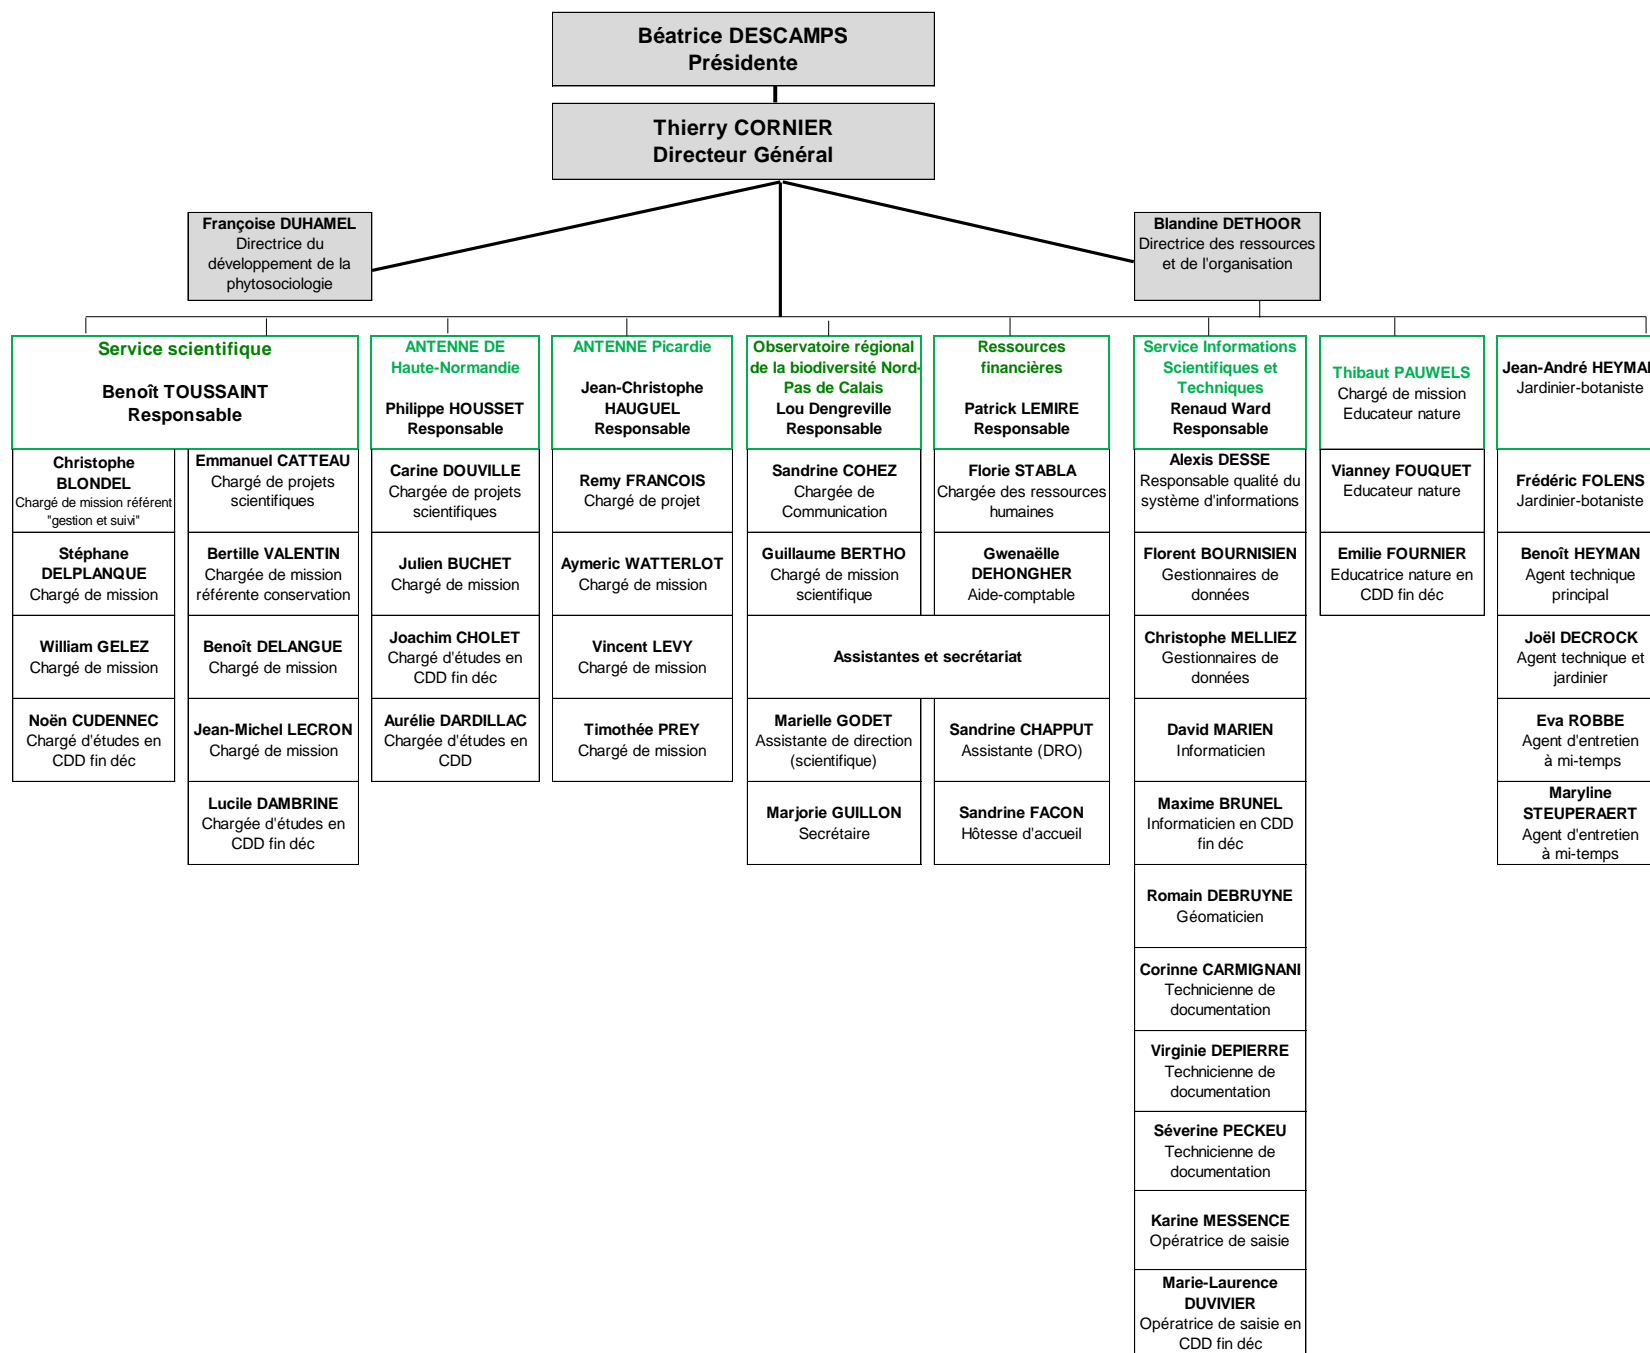 Béatrice DESCAMPS
Présidente
Thierry CORNIER
Directeur Général
Françoise DUHAMEL
Directrice du
développement de la
phytosociologie
Blandine DETHOOR
Directrice des ressources
et de l'organisation
Service scientifique
Benoît TOUSSAINT
Responsable
Christophe
BLONDEL
Chargé de mission référent
"gestion et suivi"
Stéphane
DELPLANQUE
Chargé de mission
William GELEZ
Chargé de mission
Noën CUDENNEC
Chargé d'études en
CDD fin déc
Emmanuel CATTEAU
Chargé de projets
scientifiques
Bertille VALENTIN
Chargée de mission
référente conservation
Benoît DELANGUE
Chargé de mission
Jean-Michel LECRON
Chargé de mission
Lucile DAMBRINE
Chargée d'études en
CDD fin déc
ANTENNE DE
Haute-Normandie
Philippe HOUSSET
Responsable
Carine DOUVILLE
Chargée de projets
scientifiques
Julien BUCHET
Chargé de mission
Joachim CHOLET
Chargé d'études en
CDD fin déc
Aurélie DARDILLAC
Chargée d'études en
CDD
ANTENNE Picardie
Jean-Christophe
HAUGUEL
Responsable
Remy FRANCOIS
Chargé de projet
Aymeric WATTERLOT
Chargé de mission
Vincent LEVY
Chargé de mission
Timothée PREY
Chargé de mission
Observatoire régional
de la biodiversité Nord-
Pas de Calais
Lou Dengreville
Responsable
Sandrine COHEZ
Chargée de
Communication
Guillaume BERTHO
Chargé de mission
scientifique
Ressources
financières
Patrick LEMIRE
Responsable
Florie STABLA
Chargée des ressources
humaines
Gwenaëlle
DEHONGHER
Aide-comptable
Assistantes et secrétariat
Marielle GODET
Assistante de direction
(scientifique)
Marjorie GUILLON
Secrétaire
Sandrine CHAPPUT
Assistante (DRO)
Sandrine FACON
Hôtesse d'accueil
Service Informations
Scientifiques et
Techniques
Renaud Ward
Responsable
Alexis DESSE
Responsable qualité du
système d'informations
Florent BOURNISIEN
Gestionnaires de
données
Christophe MELLIEZ
Gestionnaires de
données
David MARIEN
Informaticien
Maxime BRUNEL
Informaticien en CDD
fin déc
Romain DEBRUYNE
Géomaticien
Corinne CARMIGNANI
Technicienne de
documentation
Virginie DEPIERRE
Technicienne de
documentation
Séverine PECKEU
Technicienne de
documentation
Karine MESSENCE
Opératrice de saisie
Marie-Laurence
DUVIVIER
Opératrice de saisie en
CDD fin déc
Thibaut PAUWELS
Chargé de mission
Educateur nature
Vianney FOUQUET
Educateur nature
Emilie FOURNIER
Educatrice nature en
CDD fin déc
Jean-André HEYMAN
Jardinier-botaniste
Frédéric FOLENS
Jardinier-botaniste
Benoît HEYMAN
Agent technique
principal
Joël DECROCK
Agent technique et
jardinier
Eva ROBBE
Agent d'entretien
à mi-temps
Maryline
STEUPERAERT
Agent d'entretien
à mi-temps